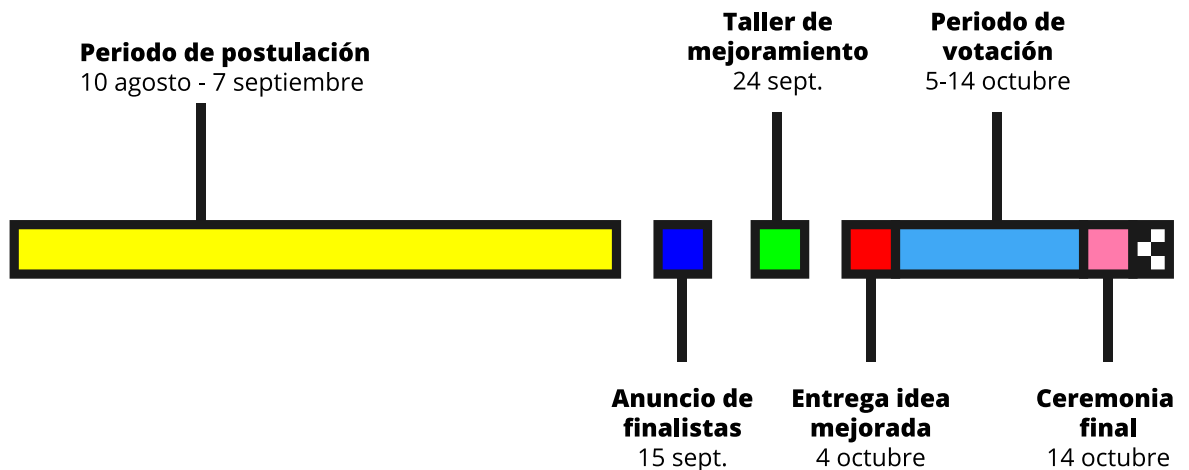 Periodo de postulación
10 agosto - 7 septiembre
Taller de
mejoramiento
24 sept.
Periodo de
votación
5-14 octubre
Anuncio de
finalistas
15 sept.
Entrega idea
mejorada
4 octubre
Ceremonia
final
14 octubre